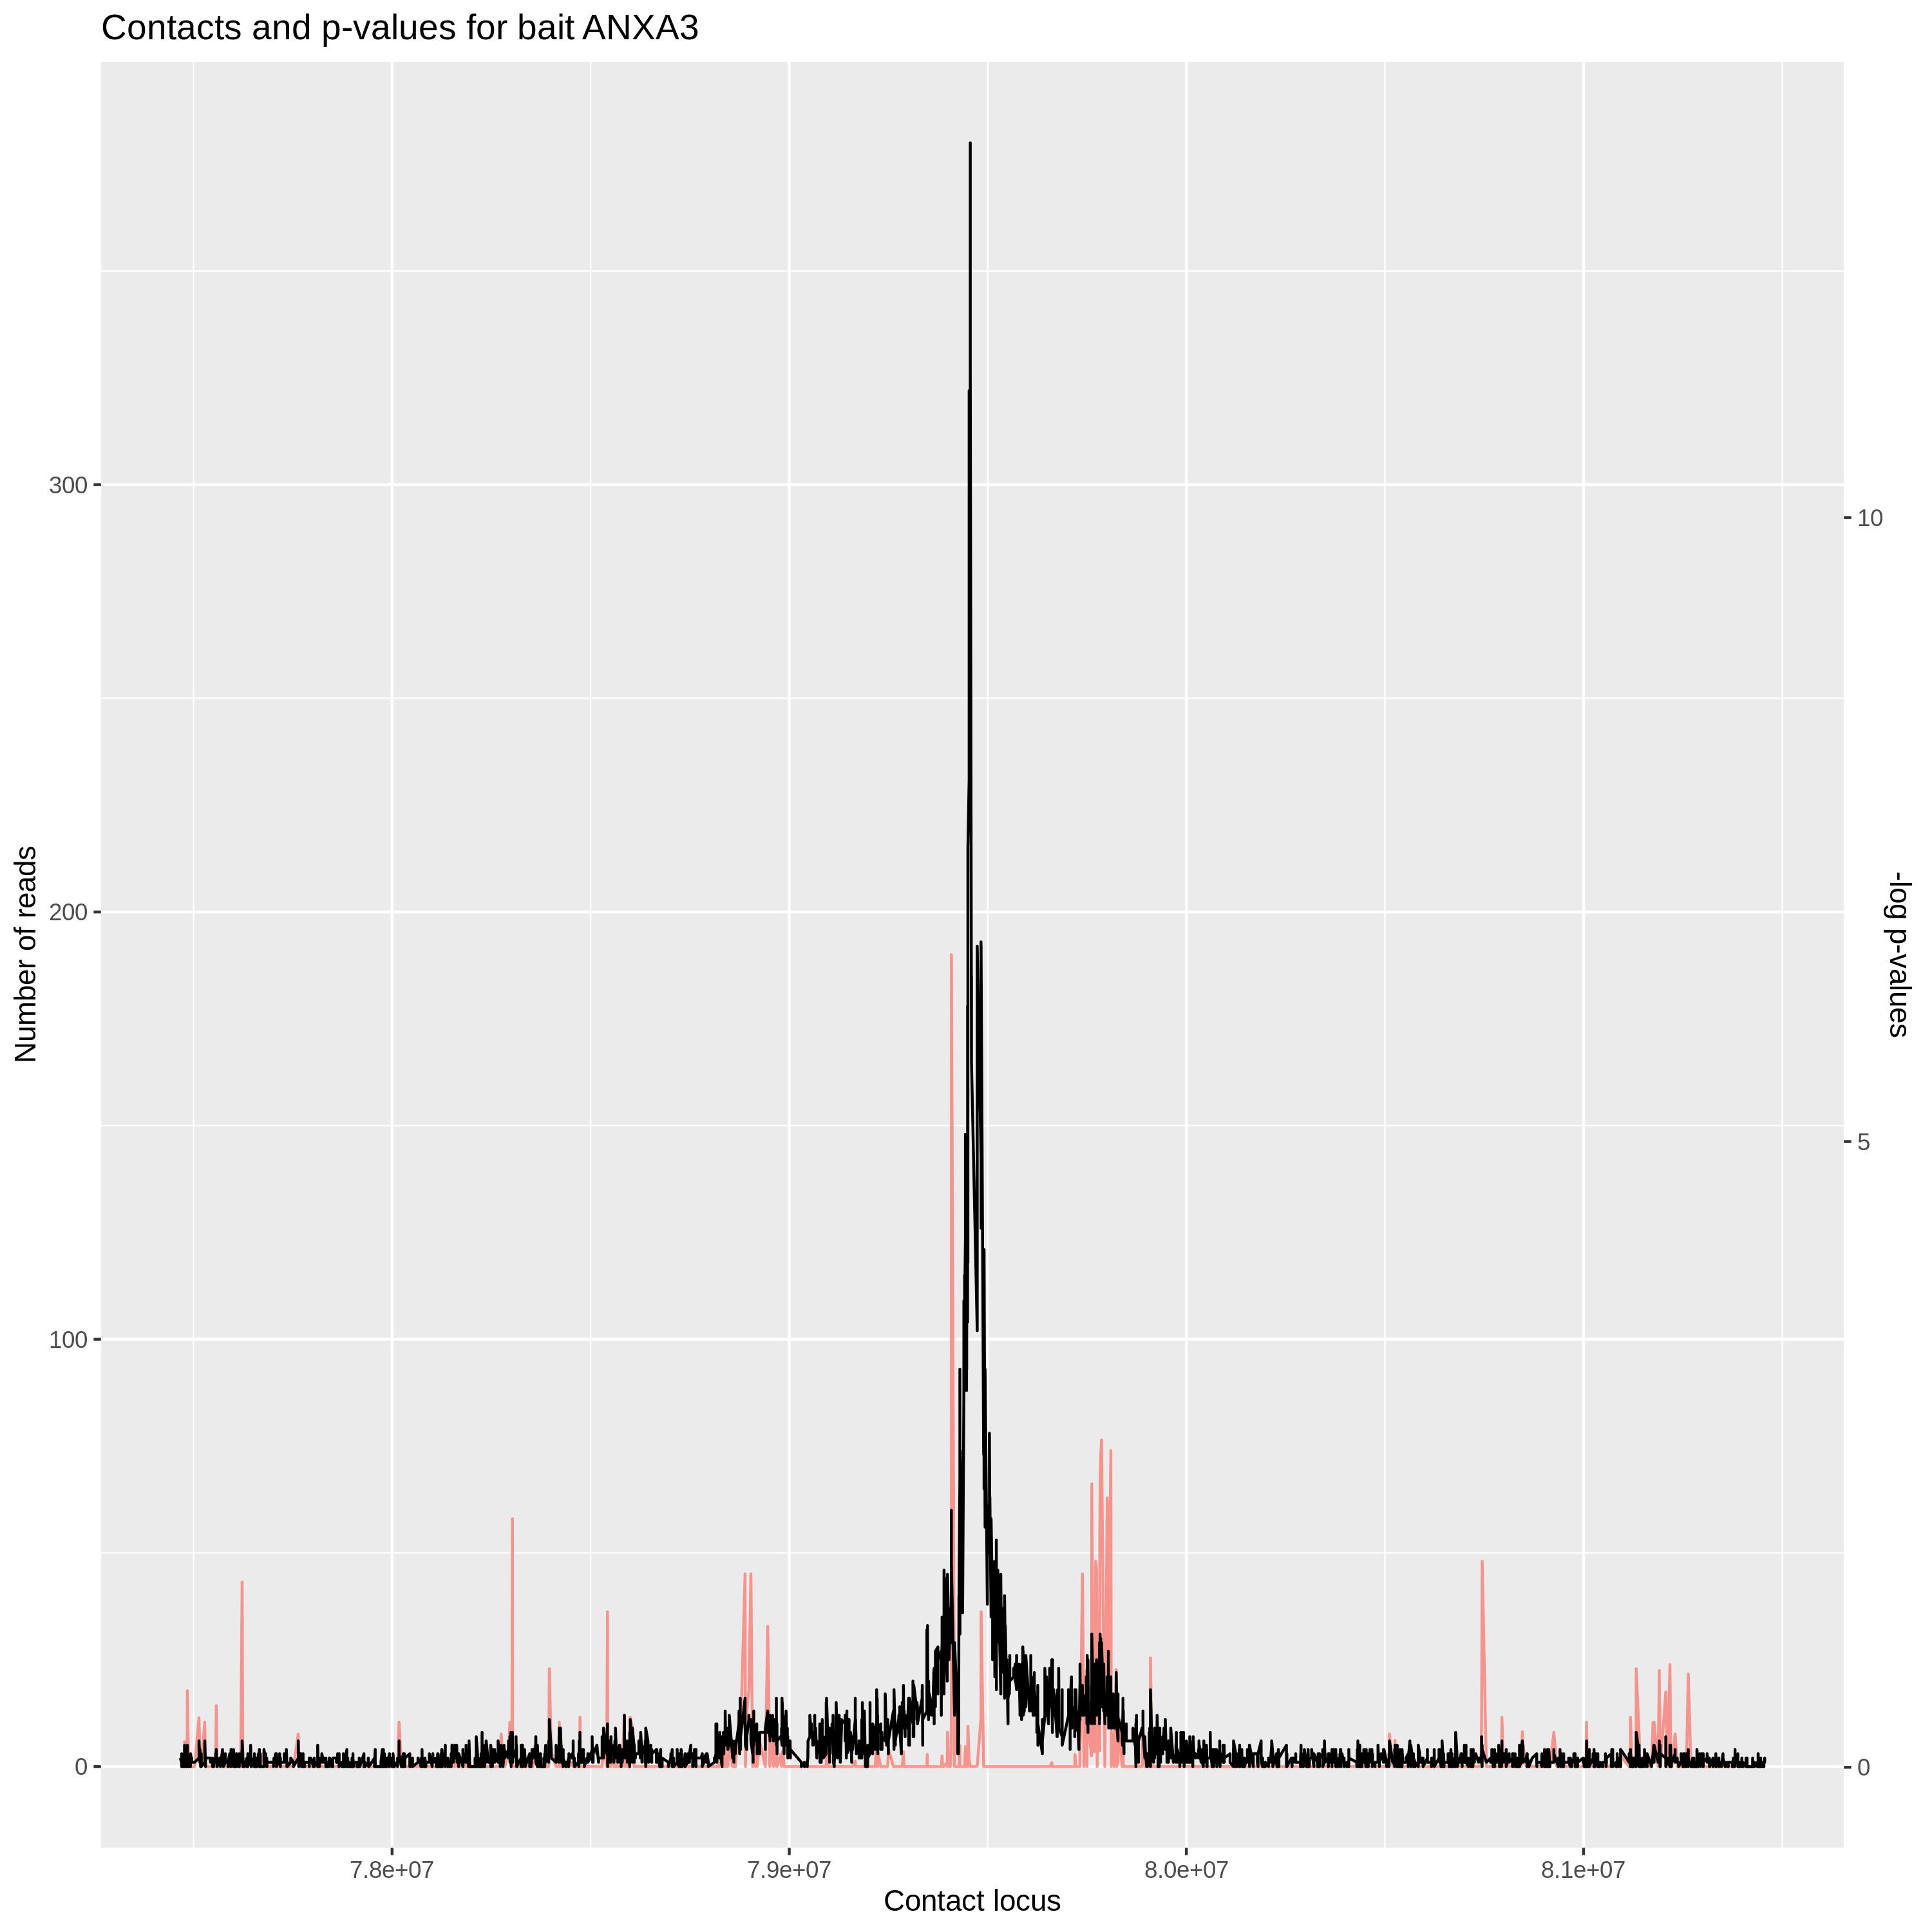 Contacts and p-values for bait ANXA3
Number of reads
300
200
100
0
10
5
0
-log p-values
7.8e+07
7.9e+07
8.0e+07
8.1e+07
Contact locus